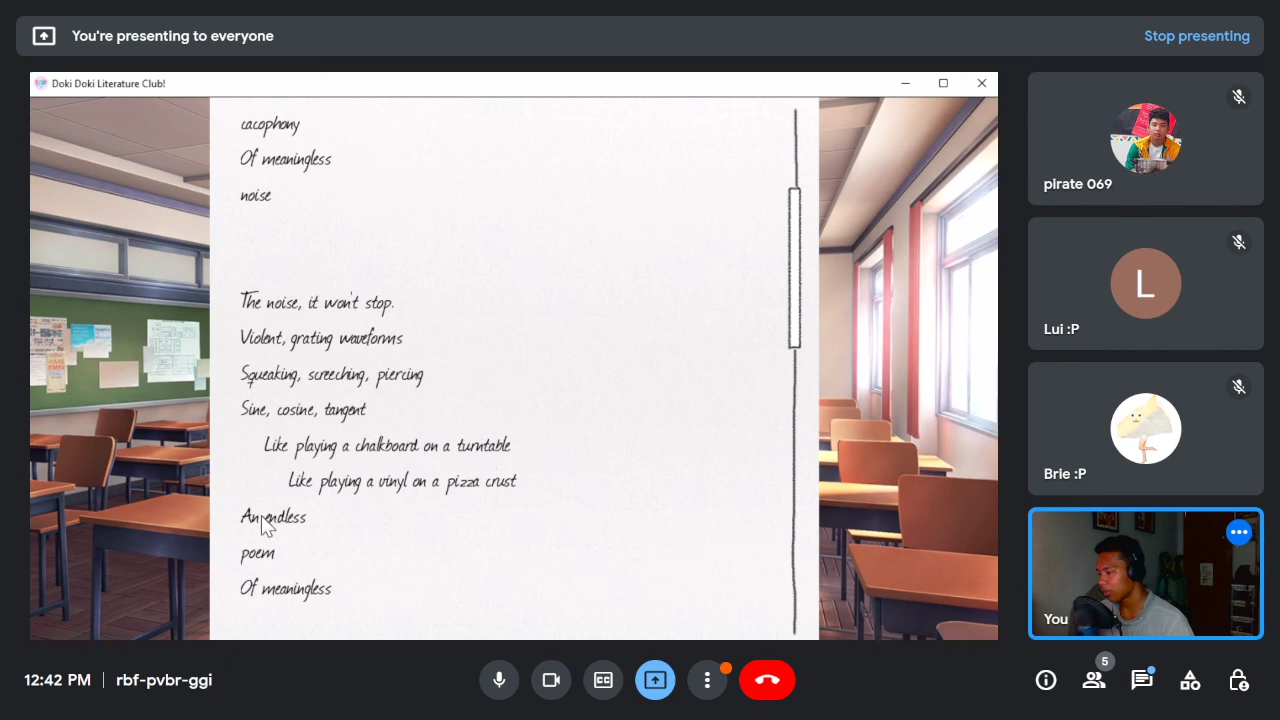 You're presenting to everyone
Stop presenting
Doki Doki Literature Club!
cacophony
Of meaningless
noise
The noise, it won't stop.
Violent, grating waveforms
Squeaking, screeching, piercing
Sine, cosine, tangent
Like playing a chalkboard on a turntable
Like playing a vinyl on a pizza crust
An endless
poem
Of meaningless
pirate 069
L
Lui :P
Brie :P
You
12:42 PM
rbf-pvbr-ggi
5